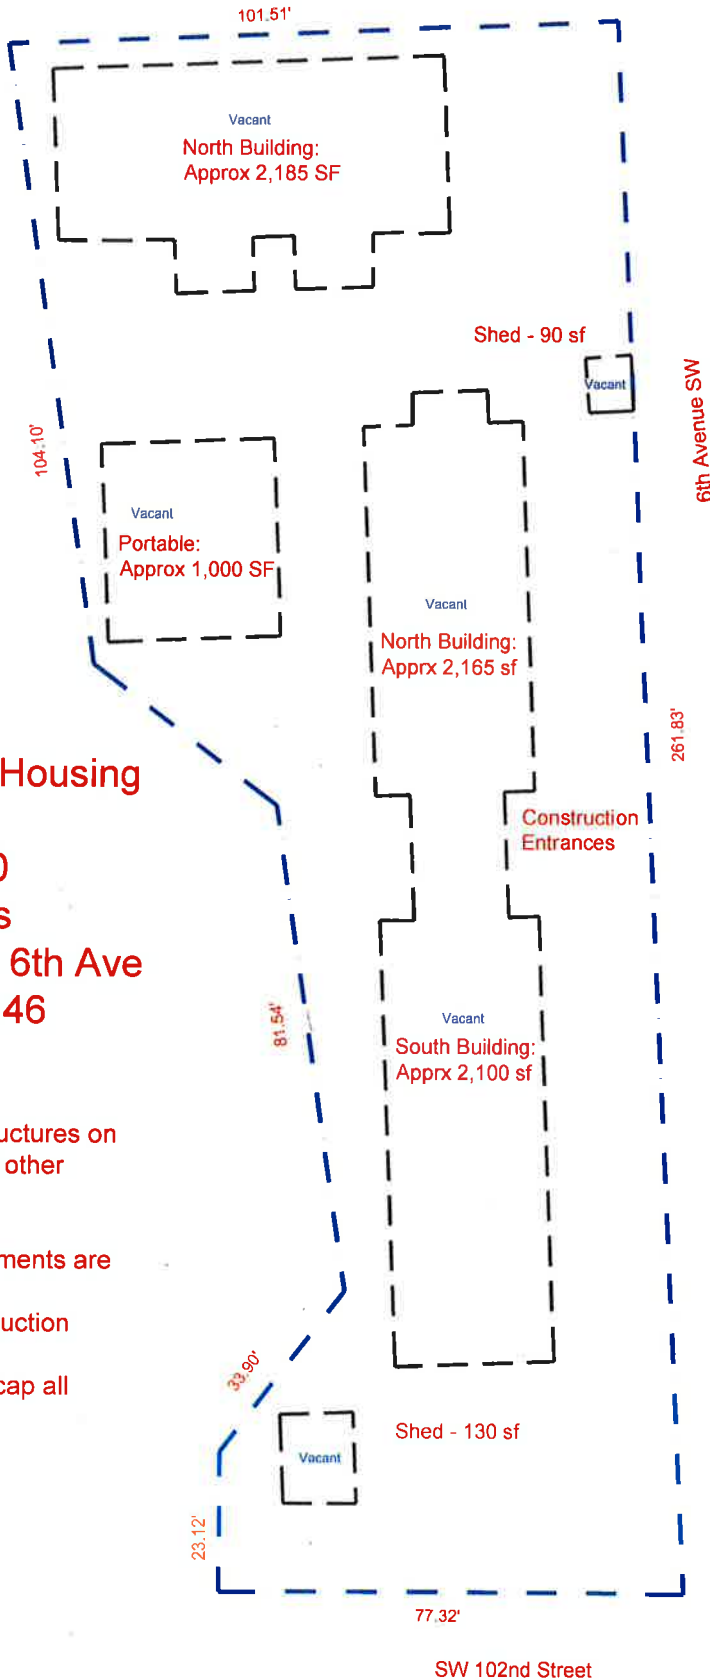 101.51'
Vacant
North Building:
Approx 2,185 SF
Shed - 90 sf
Vacant
6th Avenue SW
104.10'
Vacant
Portable:
Approx 1,000 SF
Vacant
North Building:
Apprx 2,165 sf
261.83'
Housing
Construction
Entrances
0
s
6th Ave
46
81.54'
Vacant
South Building:
Apprx 2,100 sf
uctures on
other
ments are
uction
cap all
33.90'
Shed - 130 sf
Vacant
23.12'
77.32'
SW 102nd Street